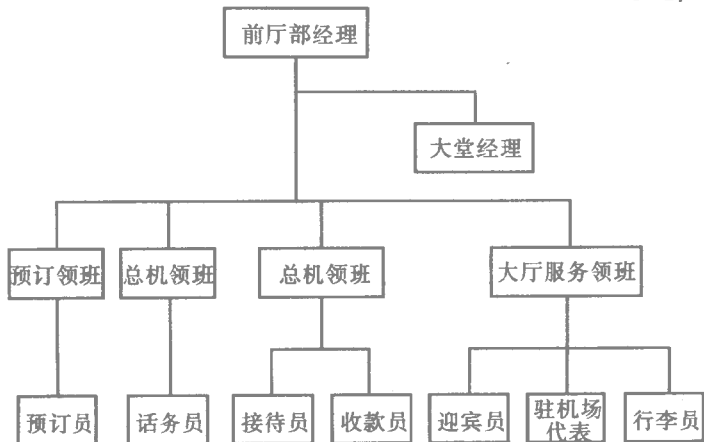 前厅部经理
大堂经理
预订领班
总机领班
总机领班
大厅服务领班
预订员
话务员
接待员
收款员
迎宾员
驻机场
代表
行李员